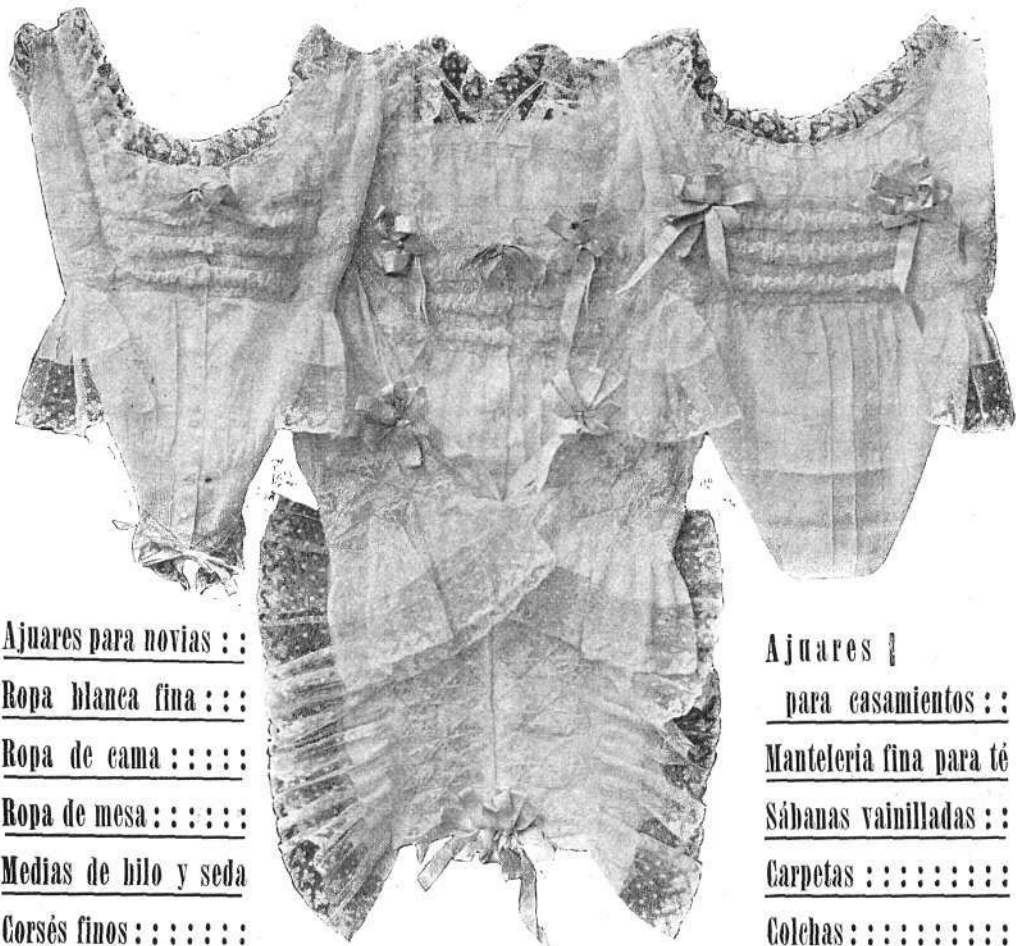 Ajuares para novias : :
Ropa blanca fina : : :
Ropa de cama : : : : :
Ropa de mesa : : : : : :
Medias de hilo y seda
Corsés finos : : : : : : :
Ajuares
para casamientos : :
Manteleria fina para té
Sábanas vainilladas : :
Carpetas : : : : : : : : :
Colchas : : : : : : : : : :